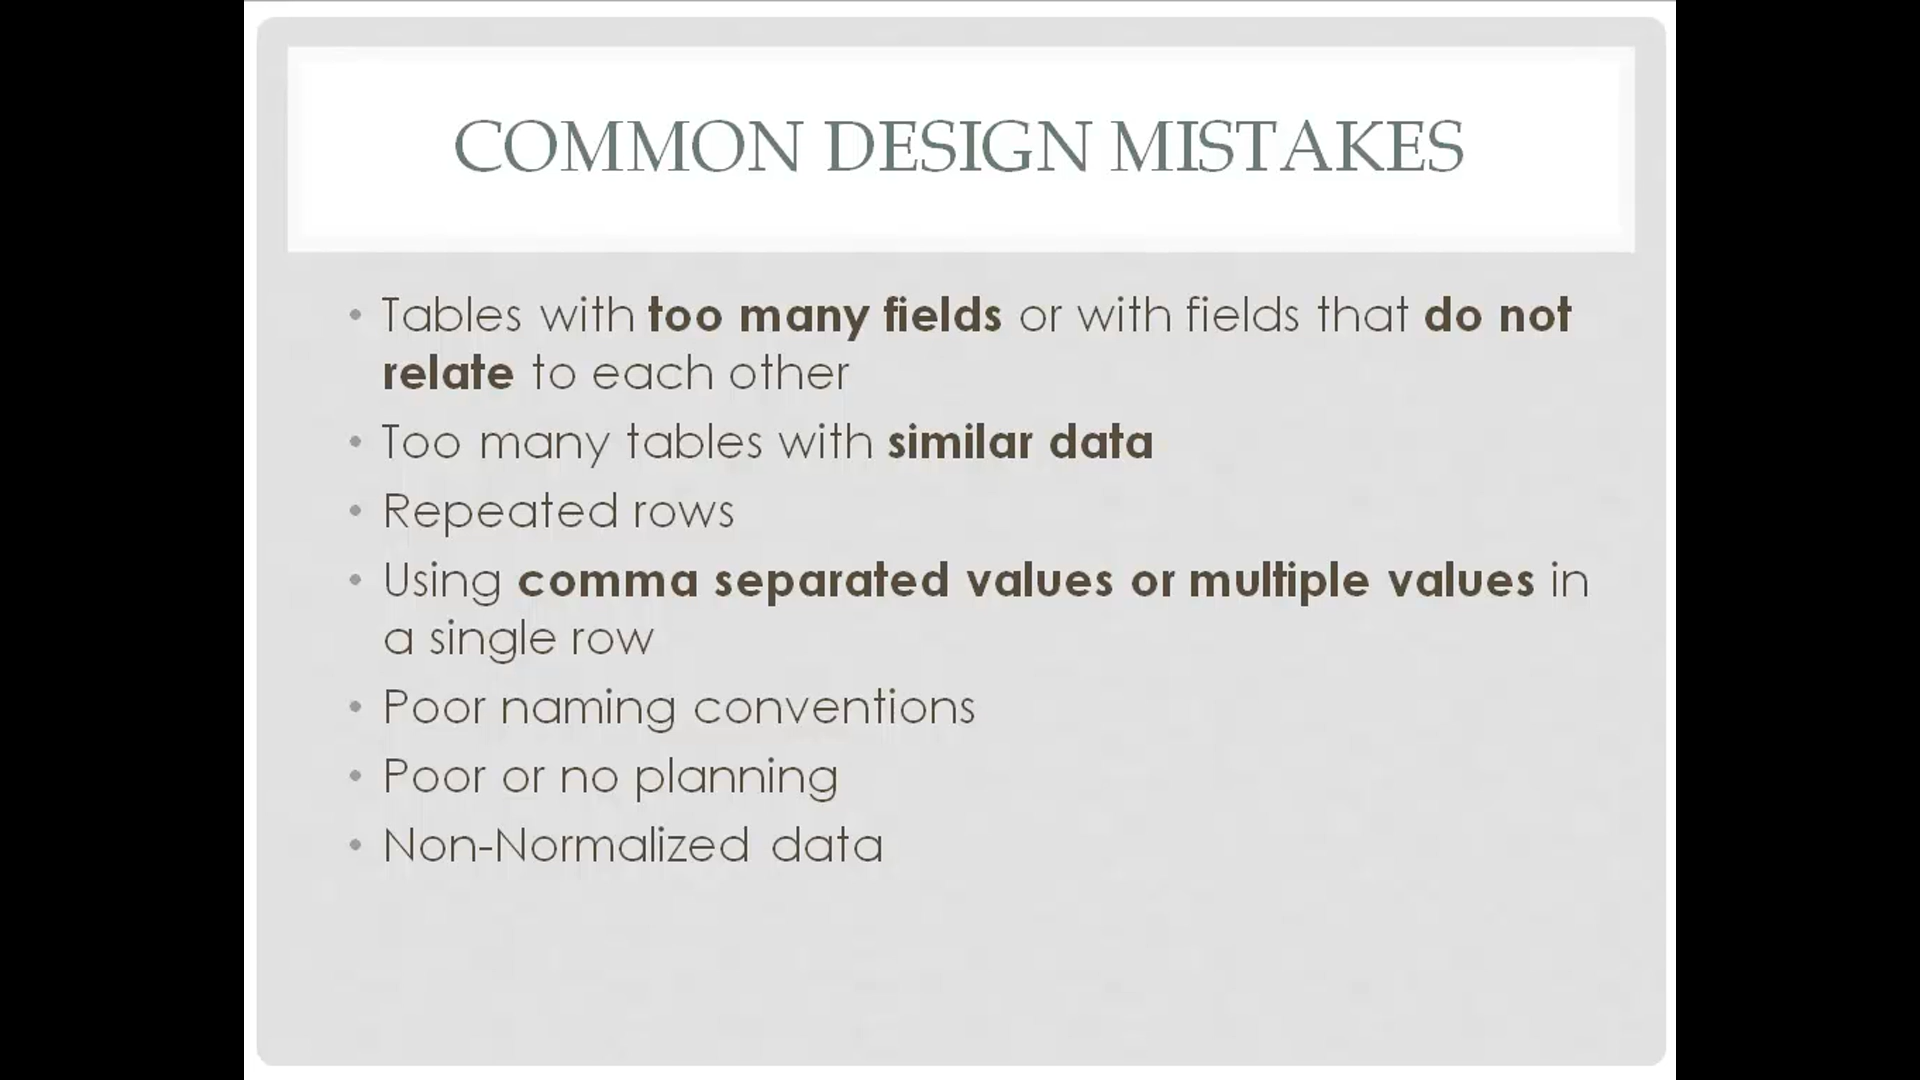 COMMON DESIGN MISTAKES
• Tables with too many fields or with fields that do not
relate to each other
• Too many tables with similar data
• Repeated rows
• Using comma separated values or multiple values in
a single row
• Poor naming conventions
• Poor or no planning
• Non-Normalized data